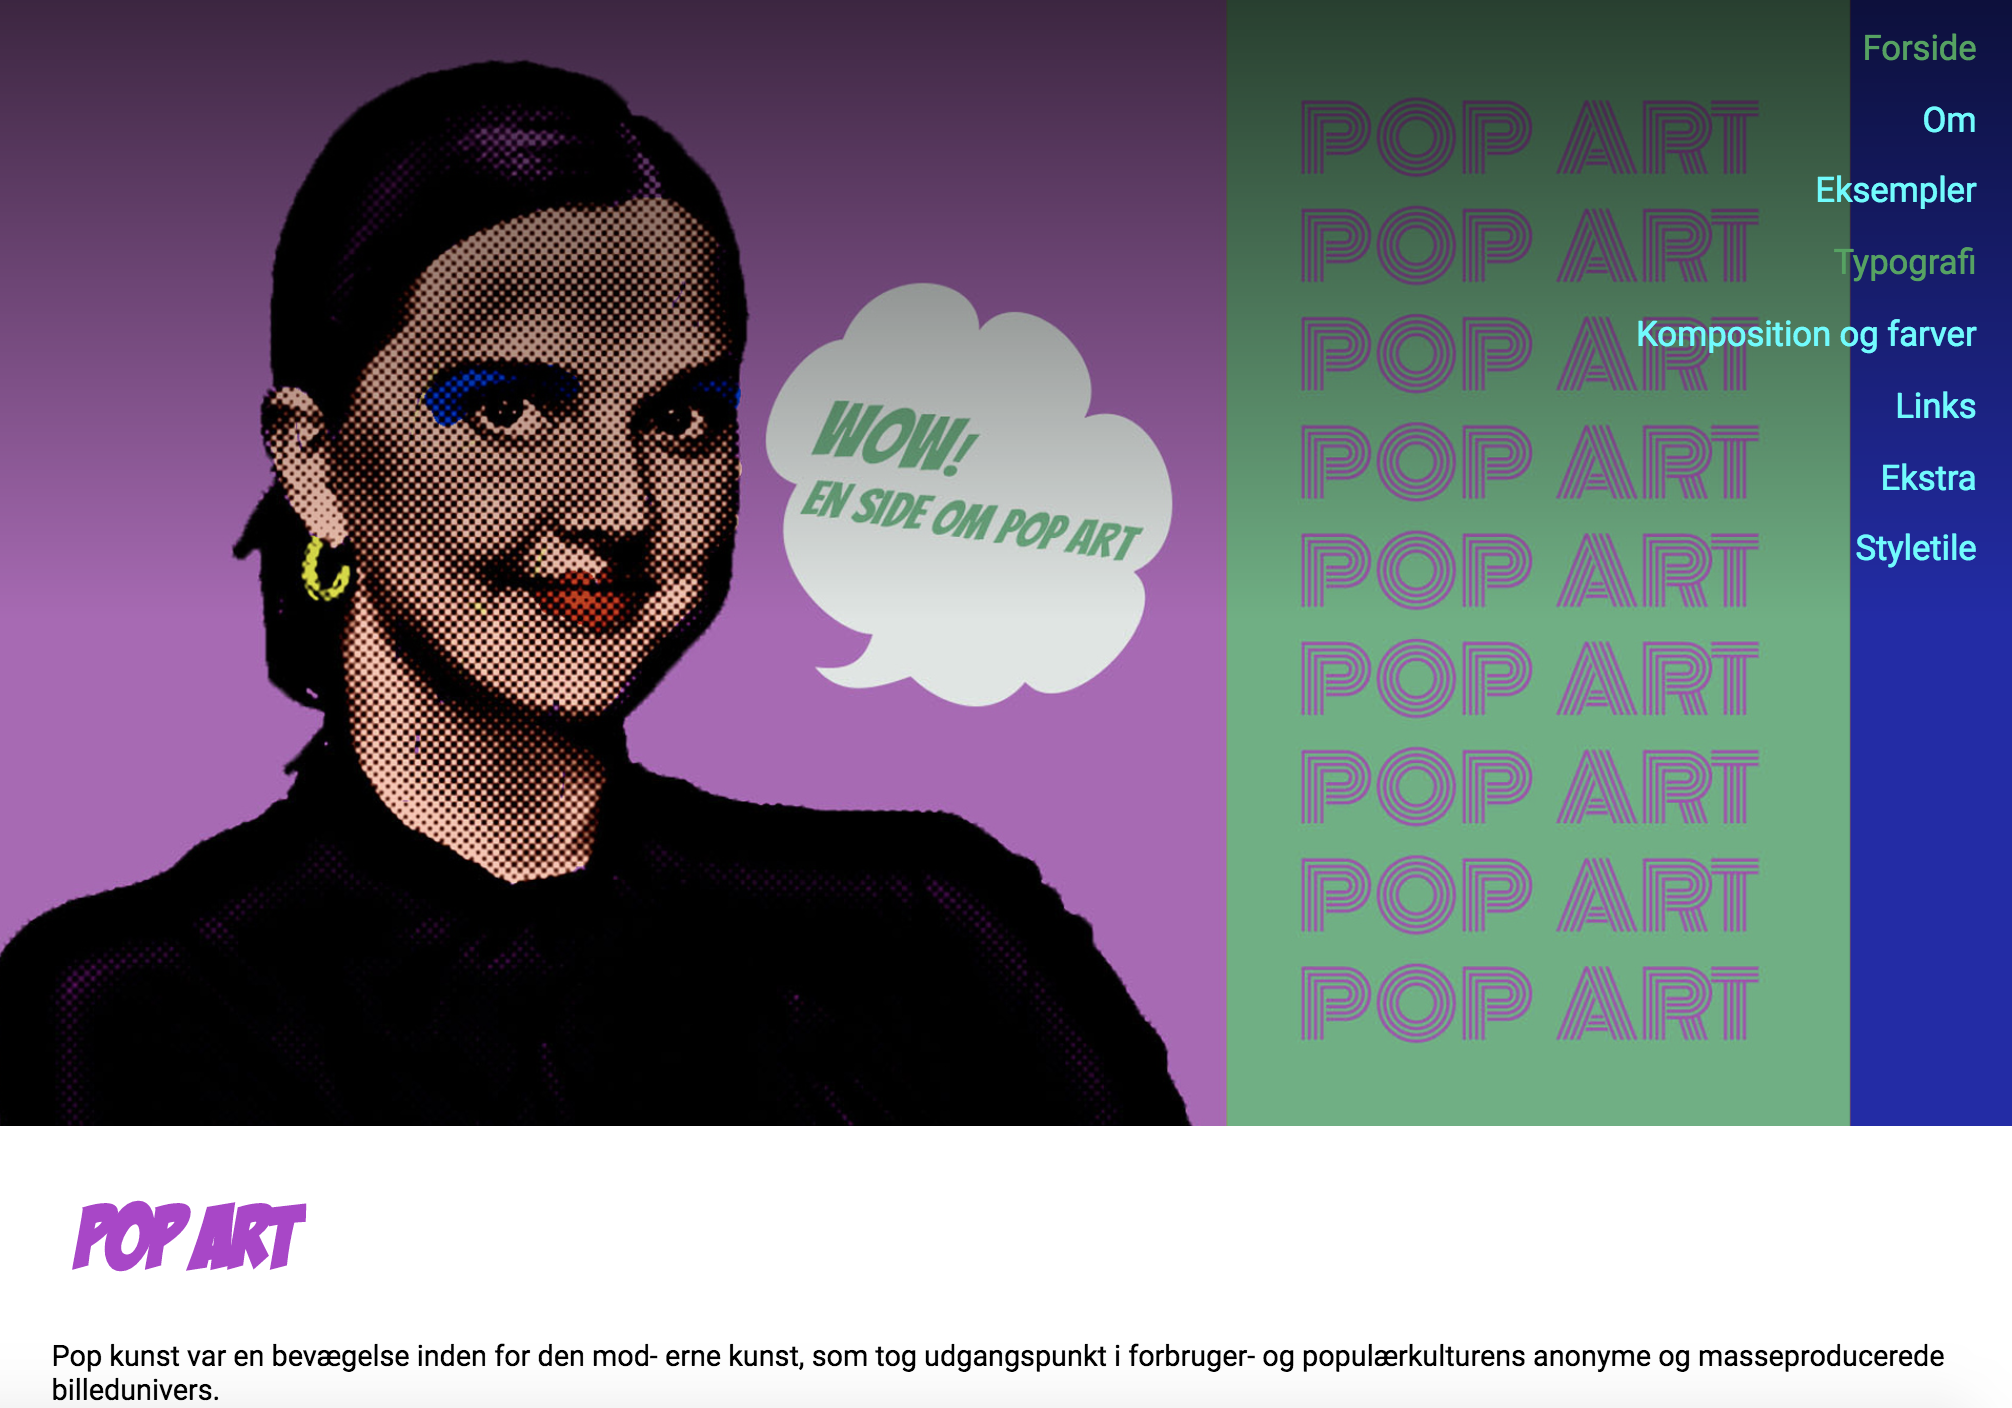 Forside
Om
Eksempler
Typografi
Komposition og farver
Links
Ekstra
Styletile
WOW!
EN SIDE OM POP ART
POP ART
POP ART
POP ART
POP ART
POP ART
POP ART
POP ART
POP ART
POP ART
POP ART
Pop kunst var en bevægelse inden for den mod- erne kunst, som tog udgangspunkt i forbruger- og populærkulturens anonyme og masseproducerede
billedunivers.